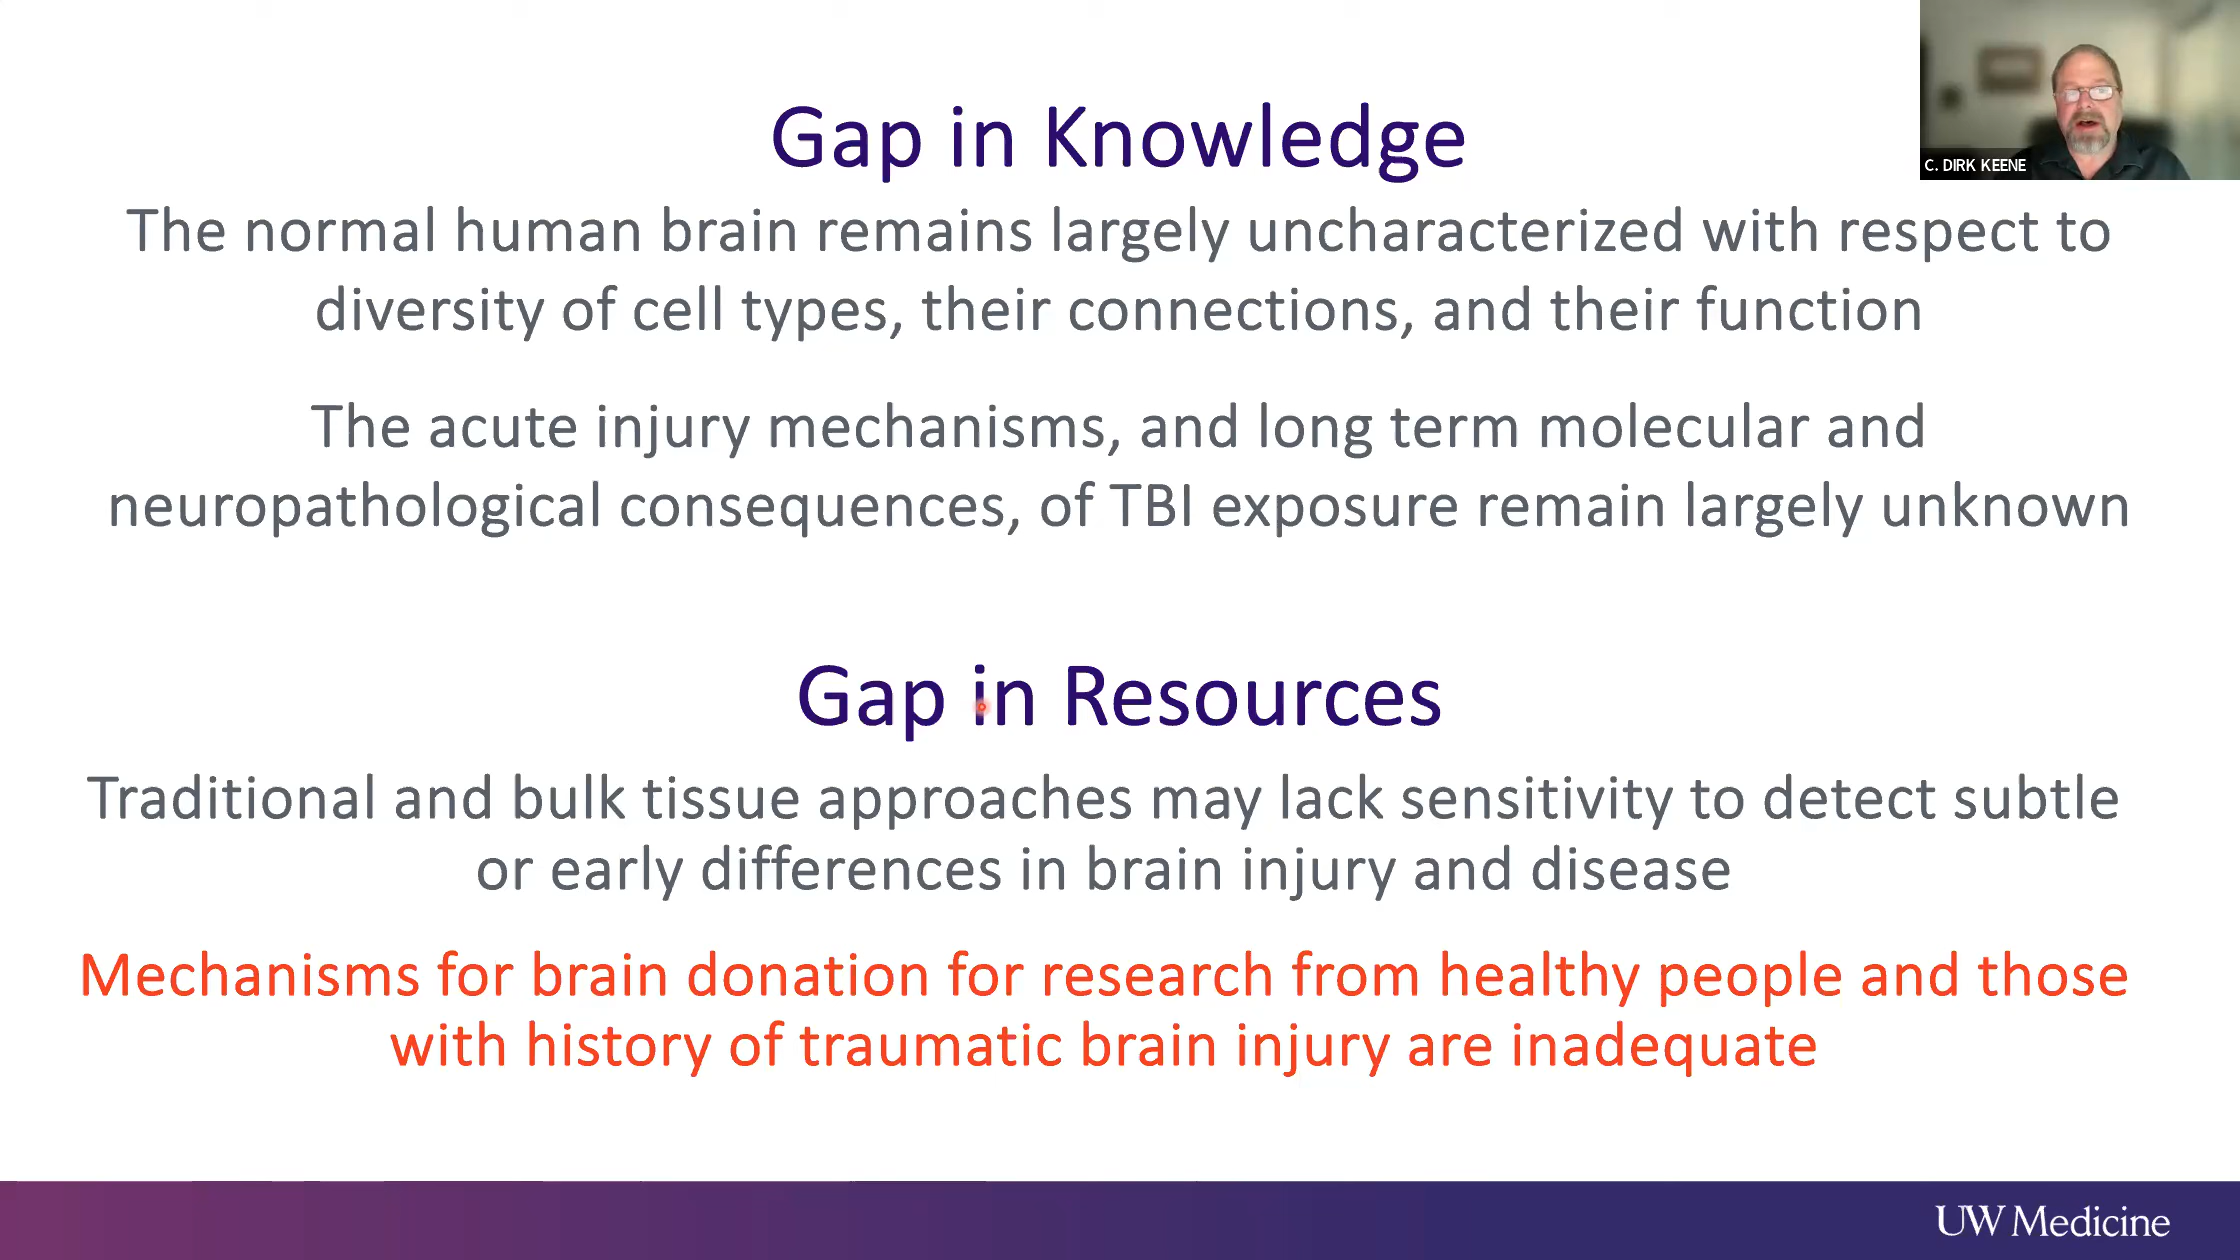 Gap in Knowledge
C. DIRK KEENE
The normal human brain remains largely uncharacterized with respect to
diversity of cell types, their connections, and their function
The acute injury mechanisms, and long term molecular and
neuropathological consequences, of TBI exposure remain largely unknown
Gap in Resources
Traditional and bulk tissue approaches may lack sensitivity to detect subtle
or early differences in brain injury and disease
Mechanisms for brain donation for research from healthy people and those
with history of traumatic brain injury are inadequate
UW Medicine